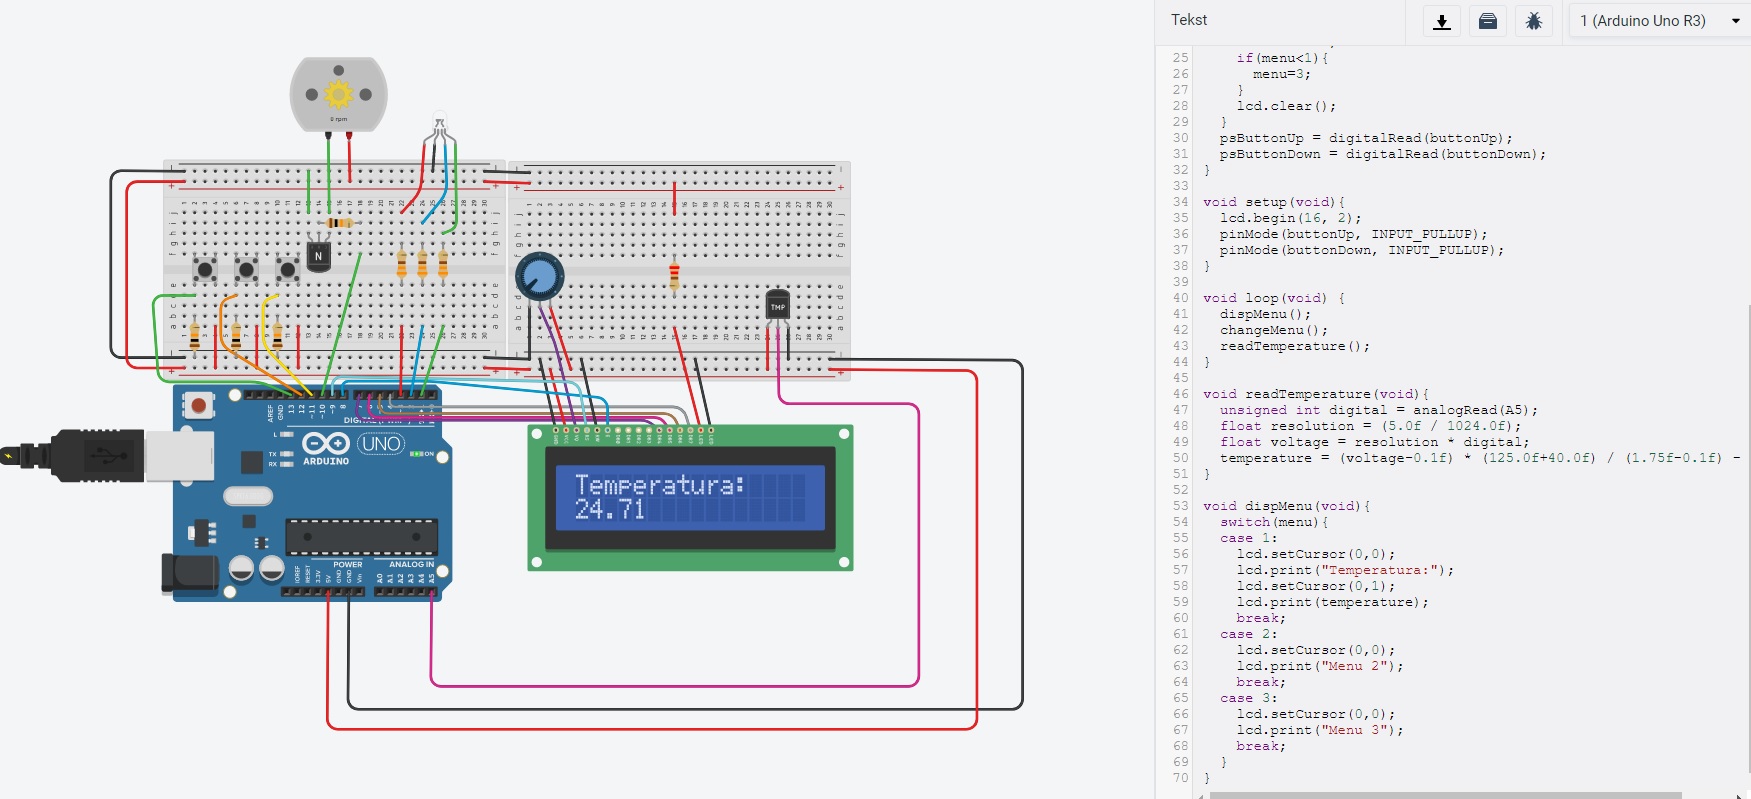 Tekst
1 (Arduino Uno R3)
25 if(menu<1){
26 menu=3;
27 }
28 lcd.clear();
29 }
30 psButtonUp = digitalRead(buttonUp);
31 psButtonDown = digitalRead(buttonDown);
32 }
33
34 void setup(void){
35 lcd.begin(16, 2);
36 pinMode(buttonUp, INPUT_PULLUP);
37 pinMode(buttonDown, INPUT_PULLUP);
38 }
39
40 void loop(void) {
41 dispMenu();
42 changeMenu();
43 readTemperature();
44 }
45
46 void readTemperature(void){
47 unsigned int digital = analogRead(A5);
48 float resolution = (5.0f / 1024.0f);
49 float voltage = resolution * digital;
50 temperature = (voltage-0.1f) * (125.0f+40.0f) / (1.75f-0.1f) -
51 }
52
53 void dispMenu(void){
54 switch(menu){
55 case 1:
56 lcd.setCursor(0,0);
57 lcd.print("Temperatura:");
58 lcd.setCursor(0,1);
59 lcd.print(temperature);
60 break;
61 case 2:
62 lcd.setCursor(0,0);
63 lcd.print("Menu 2");
64 break;
65 case 3:
66 lcd.setCursor(0,0);
67 lcd.print("Menu 3");
68 break;
69 }
70 }
0 rpm
N
TMP
AREF
GND
13
12
~11
~10
~9
8
L
TX
RX
ARDUINO
UNO
ON
Temperatura:
24.71
POWER
ANALOG IN
IOREF
RESET
3.3V
5V
GND
GND
Vin
A0
A1
A2
A3
A4
A5